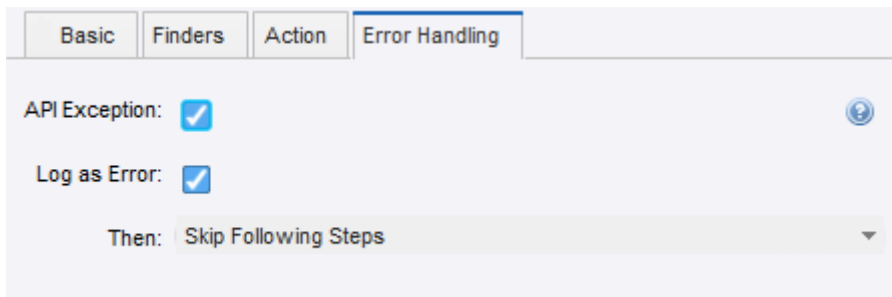 Basic Finders Action Error Handling
API Exception:
Log as Error:
Then: Skip Following Steps